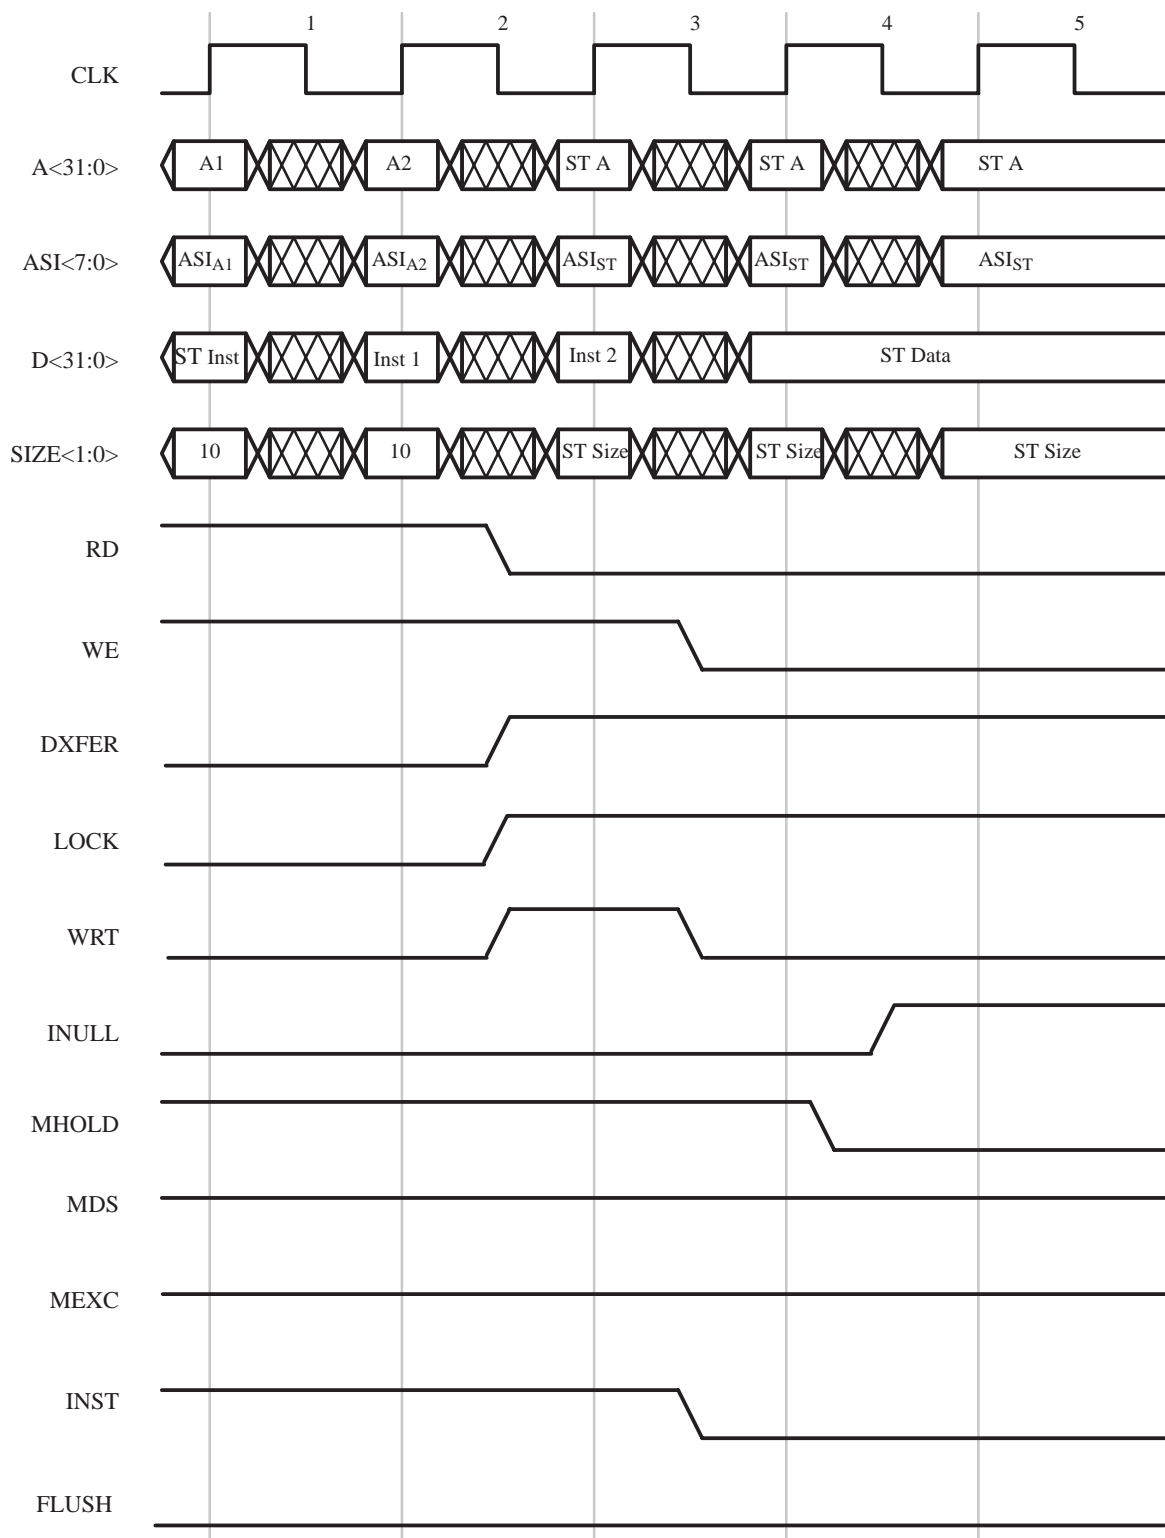 1 2 3 4 5
CLK
A<31:0> A1 A2 ST A ST A ST A
ASI<7:0> ASIA1 ASIA2 ASIST ASIST ASIST
D<31:0> ST Inst Inst 1 Inst 2 ST Data
SIZE<1:0> 10 10 ST Size ST Size ST Size
RD
WE
DXFER
LOCK
WRT
INULL
MHOLD
MDS
MEXC
INST
FLUSH